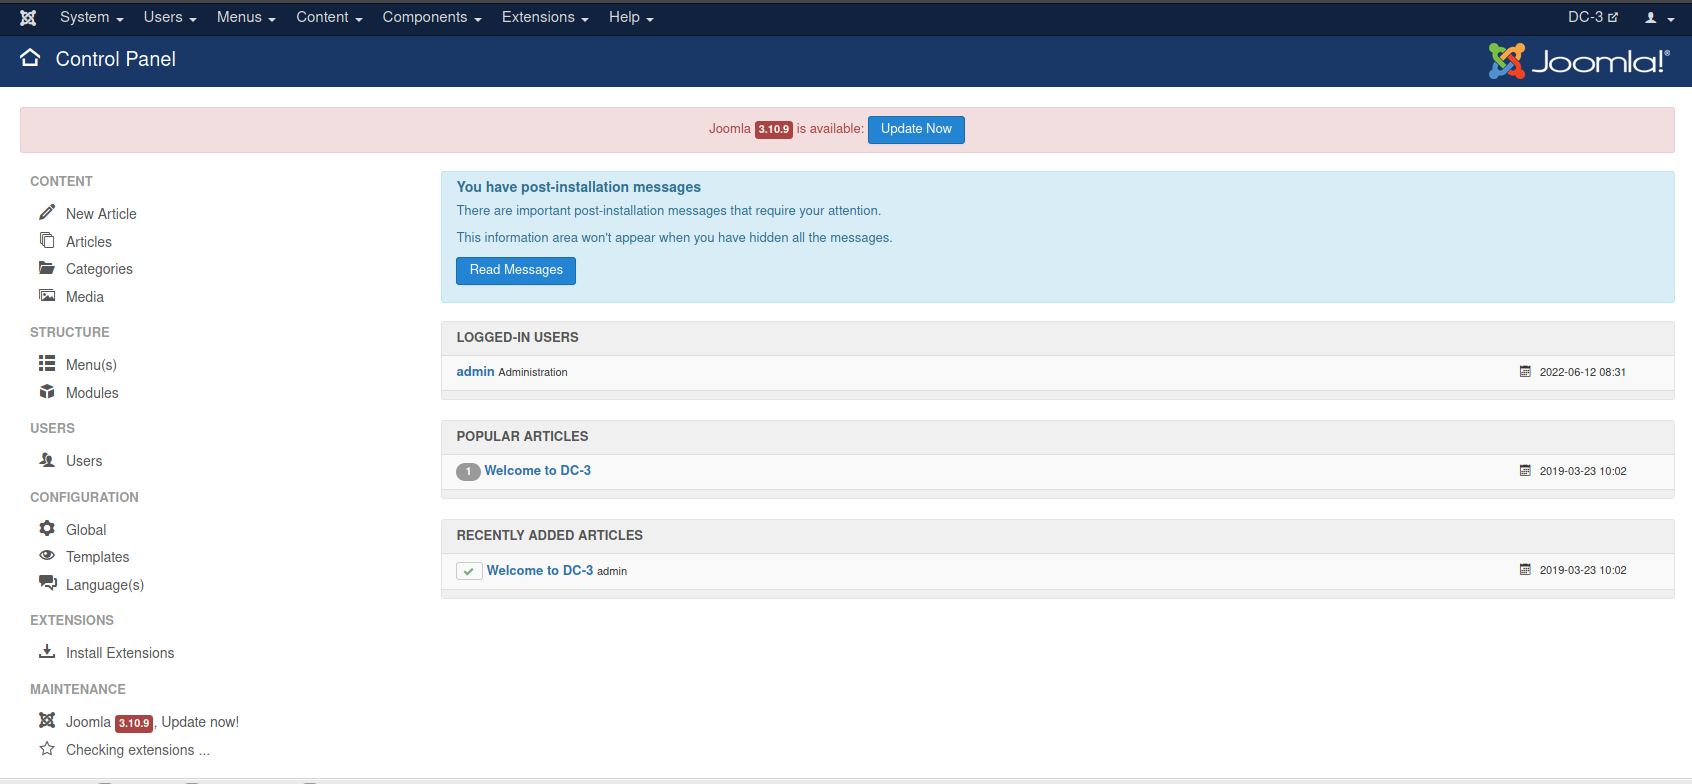 System Users Menus Content Components Extensions Help DC-3
Control Panel
Joomla!®
Joomla 3.10.9 is available: Update Now
CONTENT
New Article
Articles
Categories
Media
STRUCTURE
Menu(s)
Modules
USERS
Users
CONFIGURATION
Global
Templates
Language(s)
EXTENSIONS
Install Extensions
MAINTENANCE
Joomla 3.10.9, Update now!
Checking extensions ...
You have post-installation messages
There are important post-installation messages that require your attention.
This information area won't appear when you have hidden all the messages.
Read Messages
LOGGED-IN USERS
admin Administration 2022-06-12 08:31
POPULAR ARTICLES
1 Welcome to DC-3 2019-03-23 10:02
RECENTLY ADDED ARTICLES
Welcome to DC-3 admin 2019-03-23 10:02